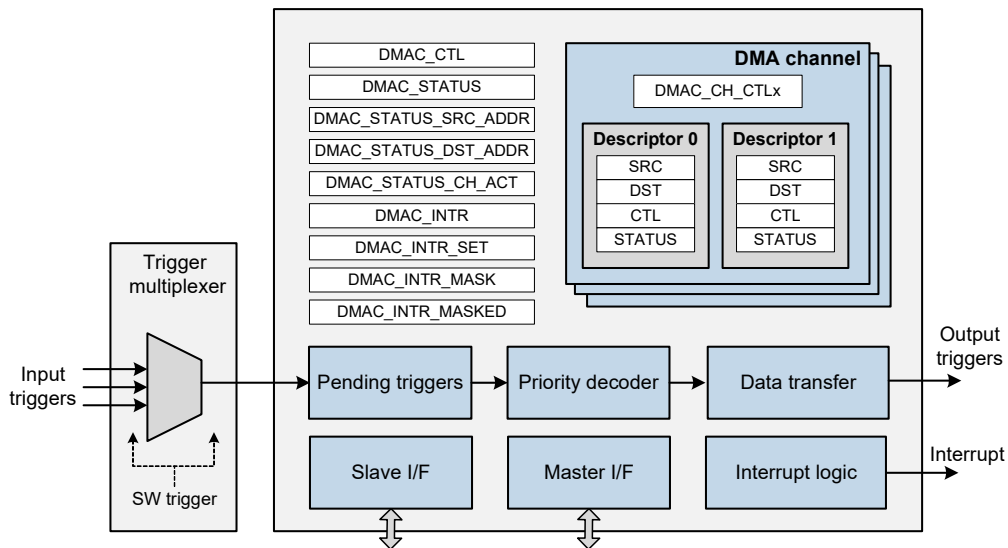 DMAC_CTL
DMAC_STATUS
DMAC_STATUS_SRC_ADDR
DMAC_STATUS_DST_ADDR
DMAC_STATUS_CH_ACT
DMAC_INTR
DMAC_INTR_SET
DMAC_INTR_MASK
DMAC_INTR_MASKED
DMA channel
DMAC_CH_CTLx
Descriptor 0
SRC
DST
CTL
STATUS
Descriptor 1
SRC
DST
CTL
STATUS
Trigger
multiplexer
Input
triggers
SW trigger
Pending triggers
Priority decoder
Data transfer
Output
triggers
Slave I/F
Master I/F
Interrupt logic
Interrupt